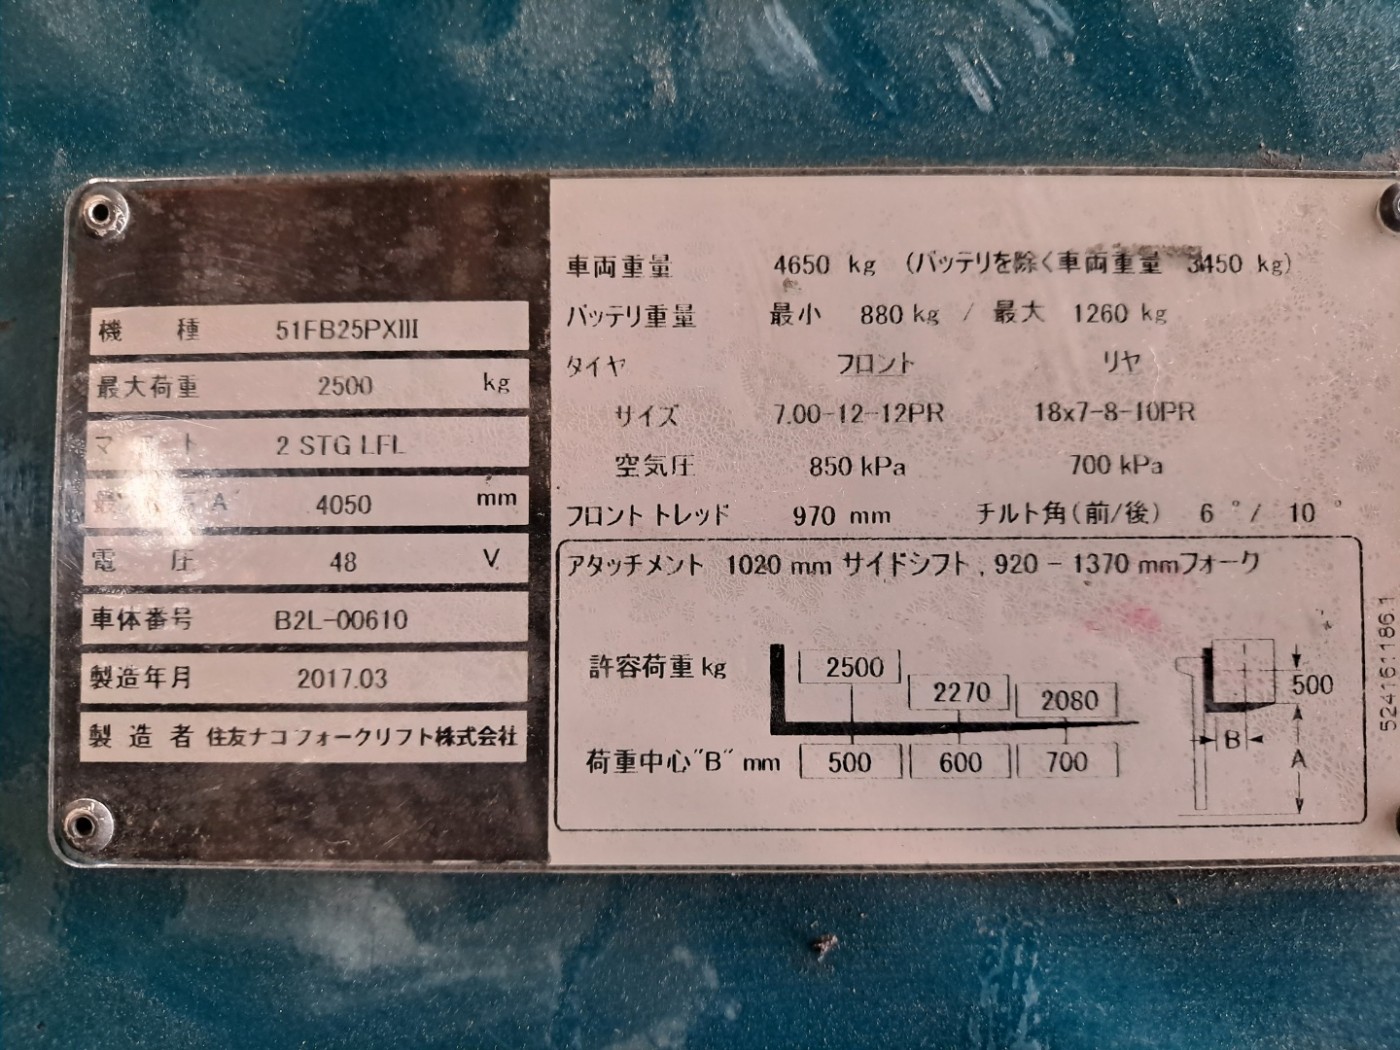 機 種 51FB25PXIII
最大荷重 2500 kg
2 STG LFL
A 4050 mm
電 圧 48 V
車体番号 B2L-00610
製造年月 2017.03
製 造 者 住友ナコ フォークリフト株式会社
車両重量 4650 kg (バッテリを除く車両重量 3450 kg)
バッテリ重量 最小 880 kg / 最大 1260 kg
タイヤ フロント リヤ
サイズ 7.00-12-12PR 18x7-8-10PR
空気圧 850 kPa 700 kPa
フロント トレッド 970 mm チルト角(前/後) 6 ° / 10 °
アタッチメント 1020 mm サイドシフト, 920 - 1370 mmフォーク
許容荷重 kg 2500 2270 2080
荷重中心"B" mm 500 600 700
500
B
A
524161186.1